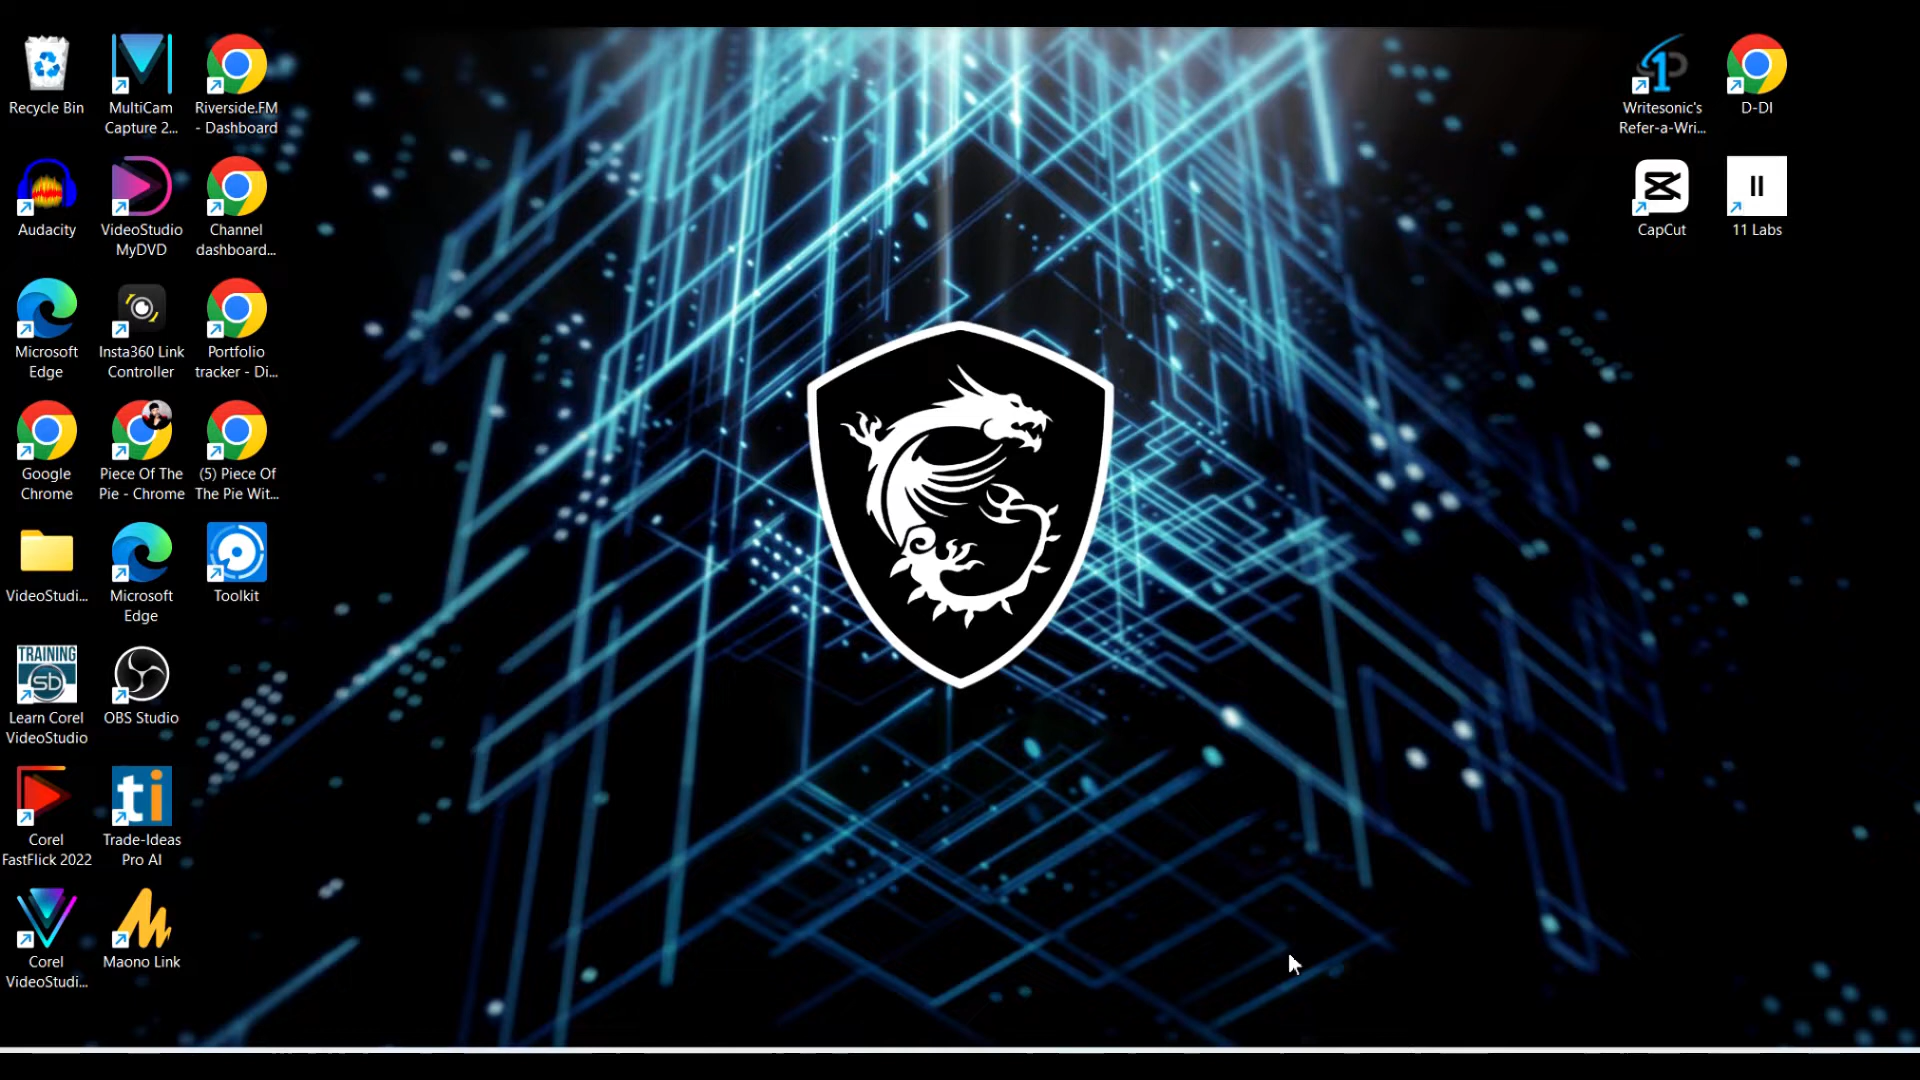 Recycle Bin
MultiCam
Capture 2...
Riverside.FM
- Dashboard
Writesonic's
Refer-a-Wri...
D-DI
Audacity
VideoStudio
MyDVD
Channel
dashboard...
CapCut
11 Labs
Microsoft
Edge
Insta360 Link
Controller
Portfolio
tracker - Di...
Google
Chrome
Piece Of The
Pie - Chrome
(5) Piece Of
The Pie Wit...
VideoStudi...
Microsoft
Edge
Toolkit
TRAINING
sb
Learn Corel
VideoStudio
OBS Studio
Corel
FastFlick 2022
ti
Trade-Ideas
Pro AI
Corel
VideoStudi...
Maono Link